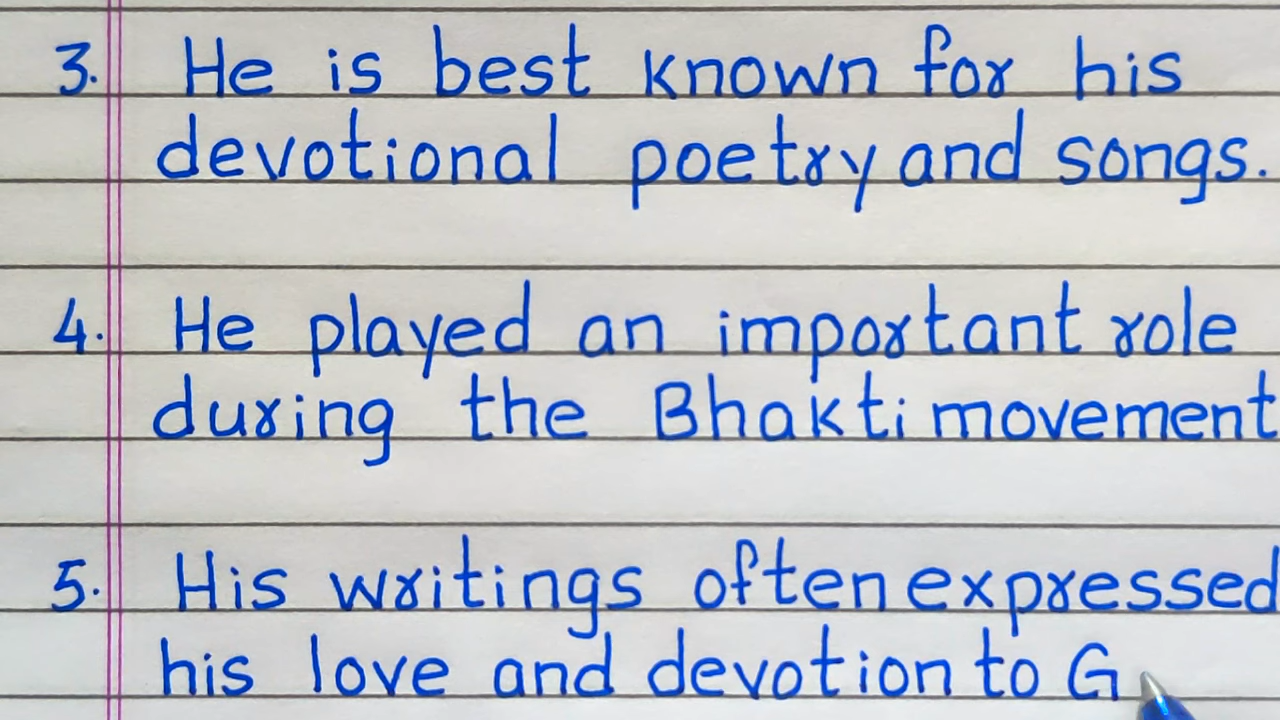 3. He is best known for his
devotional poetry and songs.
4. He played an important role
during the Bhakti movement
5. His writings often expressed
his love and devotion to G